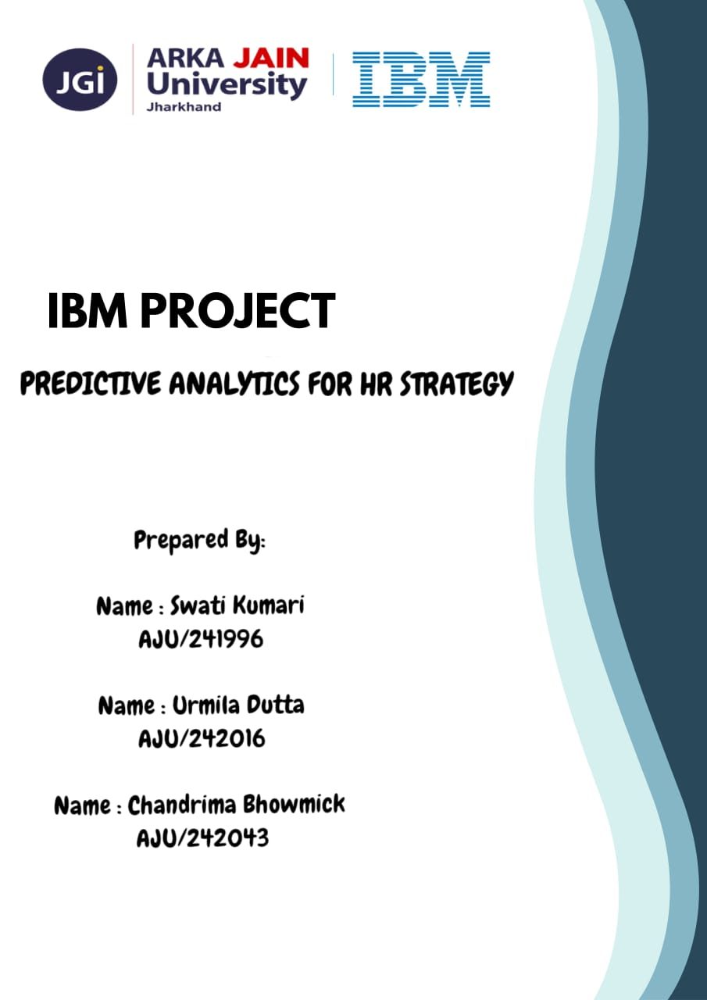 JGi
ARKA JAIN
University
Jharkhand
IBM
IBM PROJECT
PREDICTIVE ANALYTICS FOR HR STRATEGY
Prepared By:
Name : Swati Kumari
AJU/241996
Name : Urmila Dutta
AJU/242016
Name : Chandrima Bhowmick
AJU/242043